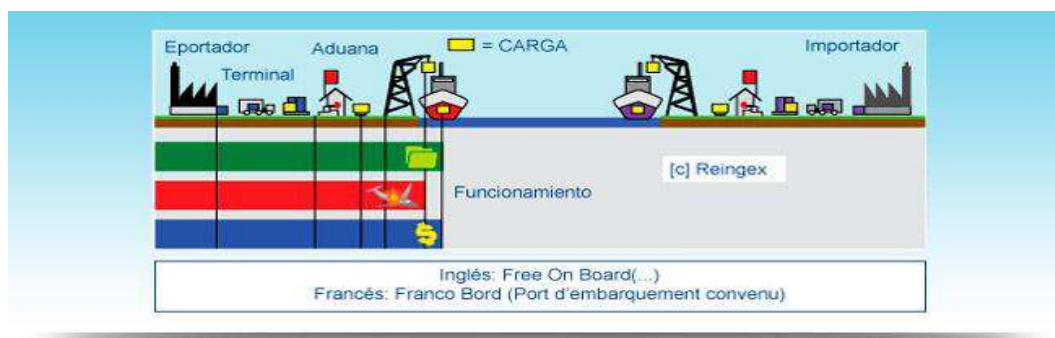 Eportador
Aduana
= CARGA
Importador
Terminal
[c] Reingex
Funcionamiento
$
Inglés: Free On Board(...)
Francés: Franco Bord (Port d'embarquement convenu)